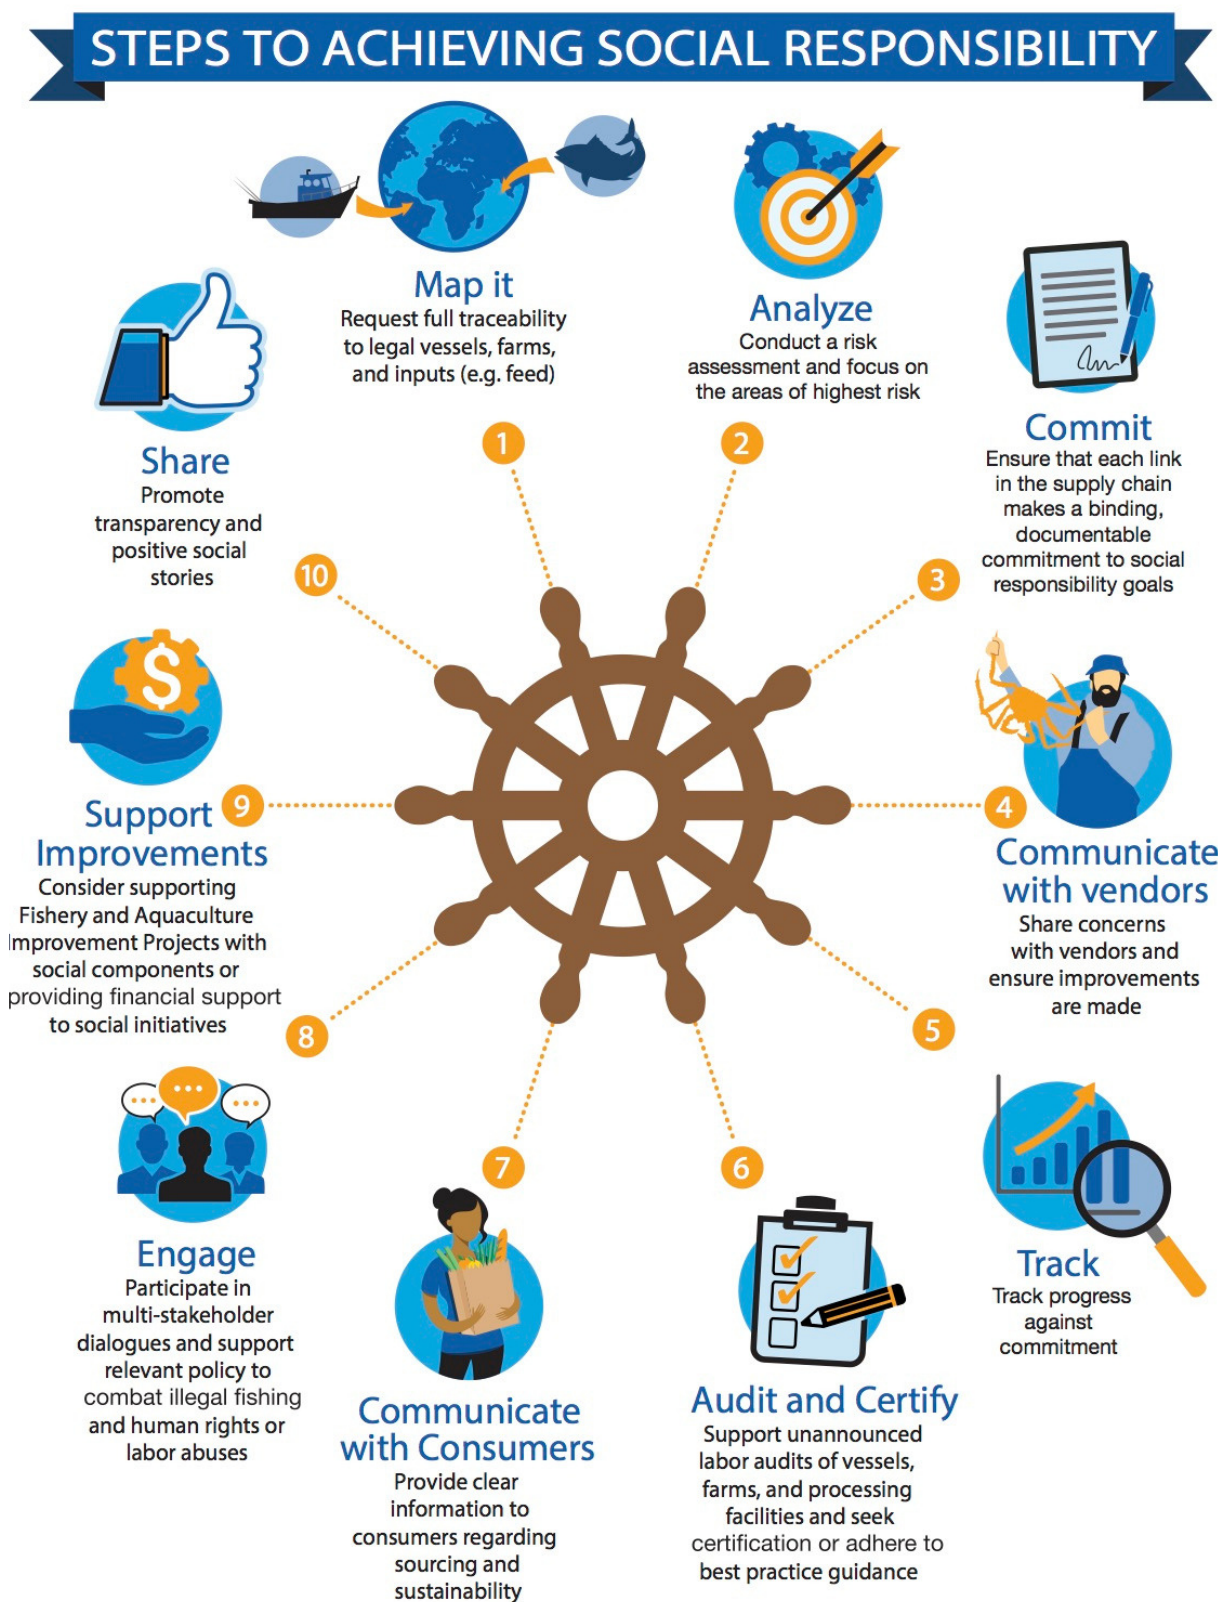 STEPS TO ACHIEVING SOCIAL RESPONSIBILITY
Map it
Request full traceability
to legal vessels, farms,
and inputs (e.g. feed)
1
Analyze
Conduct a risk
assessment and focus on
the areas of highest risk
2
Commit
Ensure that each link
in the supply chain
makes a binding,
documentable
commitment to social
responsibility goals
3
4
Communicate
with vendors
Share concerns
with vendors and
ensure improvements
are made
5
Track
Track progress
against
commitment
6
Audit and Certify
Support unannounced
labor audits of vessels,
farms, and processing
facilities and seek
certification or adhere to
best practice guidance
7
Communicate
with Consumers
Provide clear
information to
consumers regarding
sourcing and
sustainability
8
Engage
Participate in
multi-stakeholder
dialogues and support
relevant policy to
combat illegal fishing
and human rights or
labor abuses
$
9
Support
Improvements
Consider supporting
Fishery and Aquaculture
Improvement Projects with
social components or
providing financial support
to social initiatives
10
Share
Promote
transparency and
positive social
stories